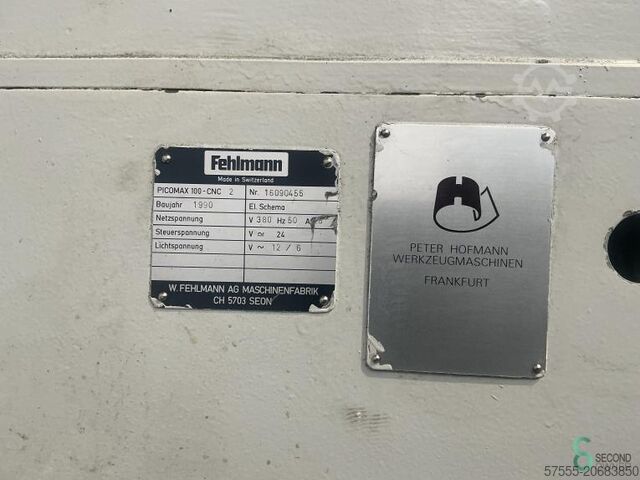 Fehlmann
Made in Switzerland
PICOMAX 100-CNC 2 Nr. 16090455
Baujahr 1990 El. Schema
Netzspannung V 380 Hz 50 A
Steuerspannung V ≃ 24
Lichtspannung V ~ 12 / 6
W. FEHLMANN AG MASCHINENFABRIK
CH 5703 SEON
PETER HOFMANN
WERKZEUGMASCHINEN
FRANKFURT
SECOND
57555-20683850